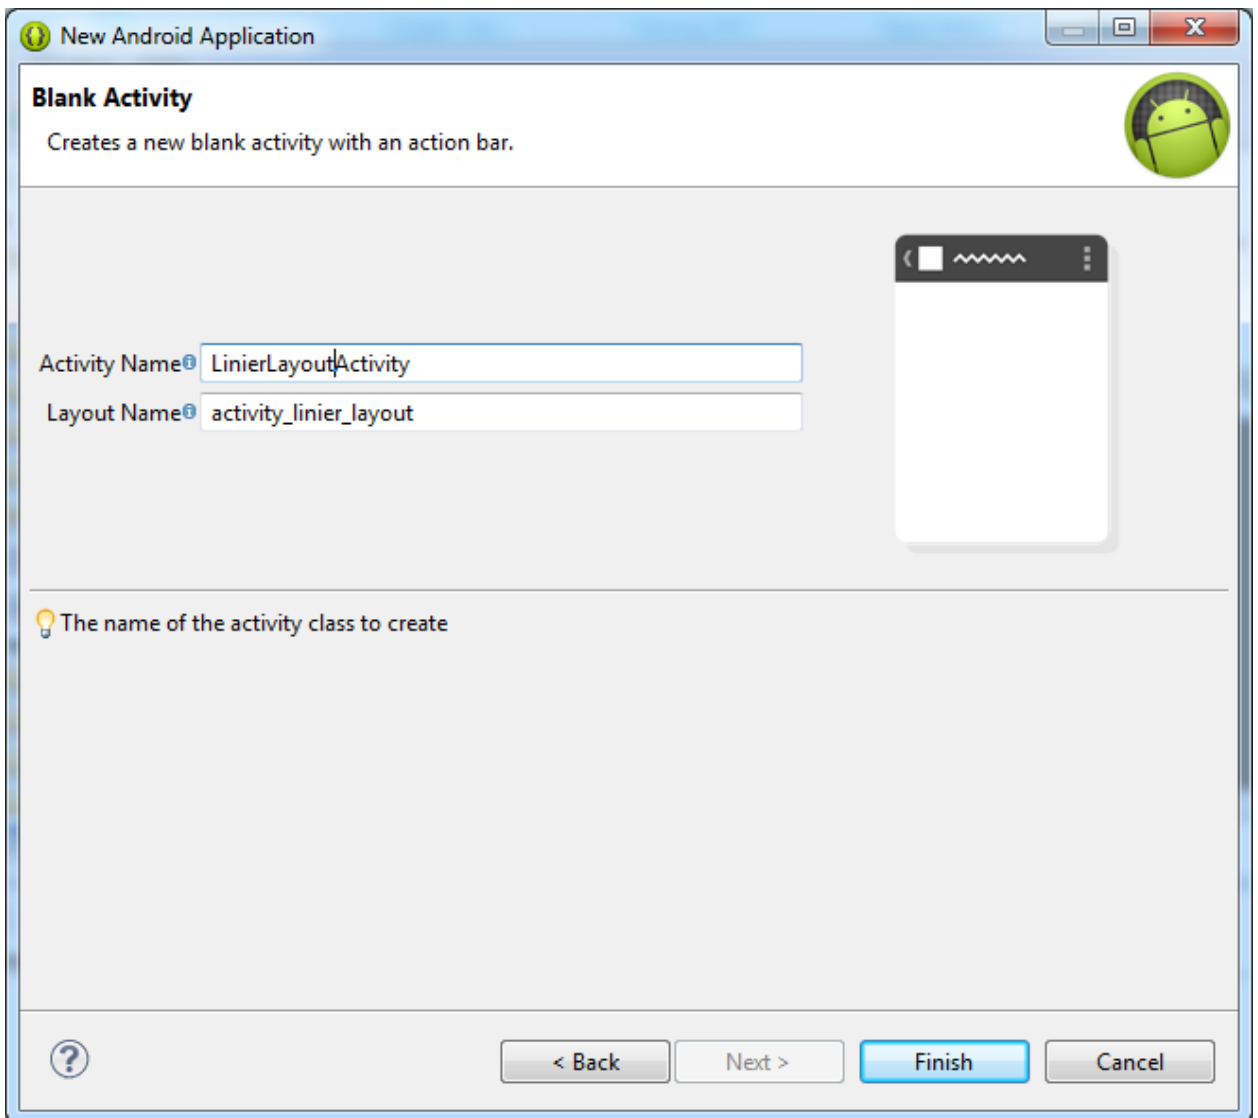 New Android Application
Blank Activity
Creates a new blank activity with an action bar.
Activity Name LinierLayoutActivity
Layout Name activity_linier_layout
The name of the activity class to create
? < Back Next > Finish Cancel